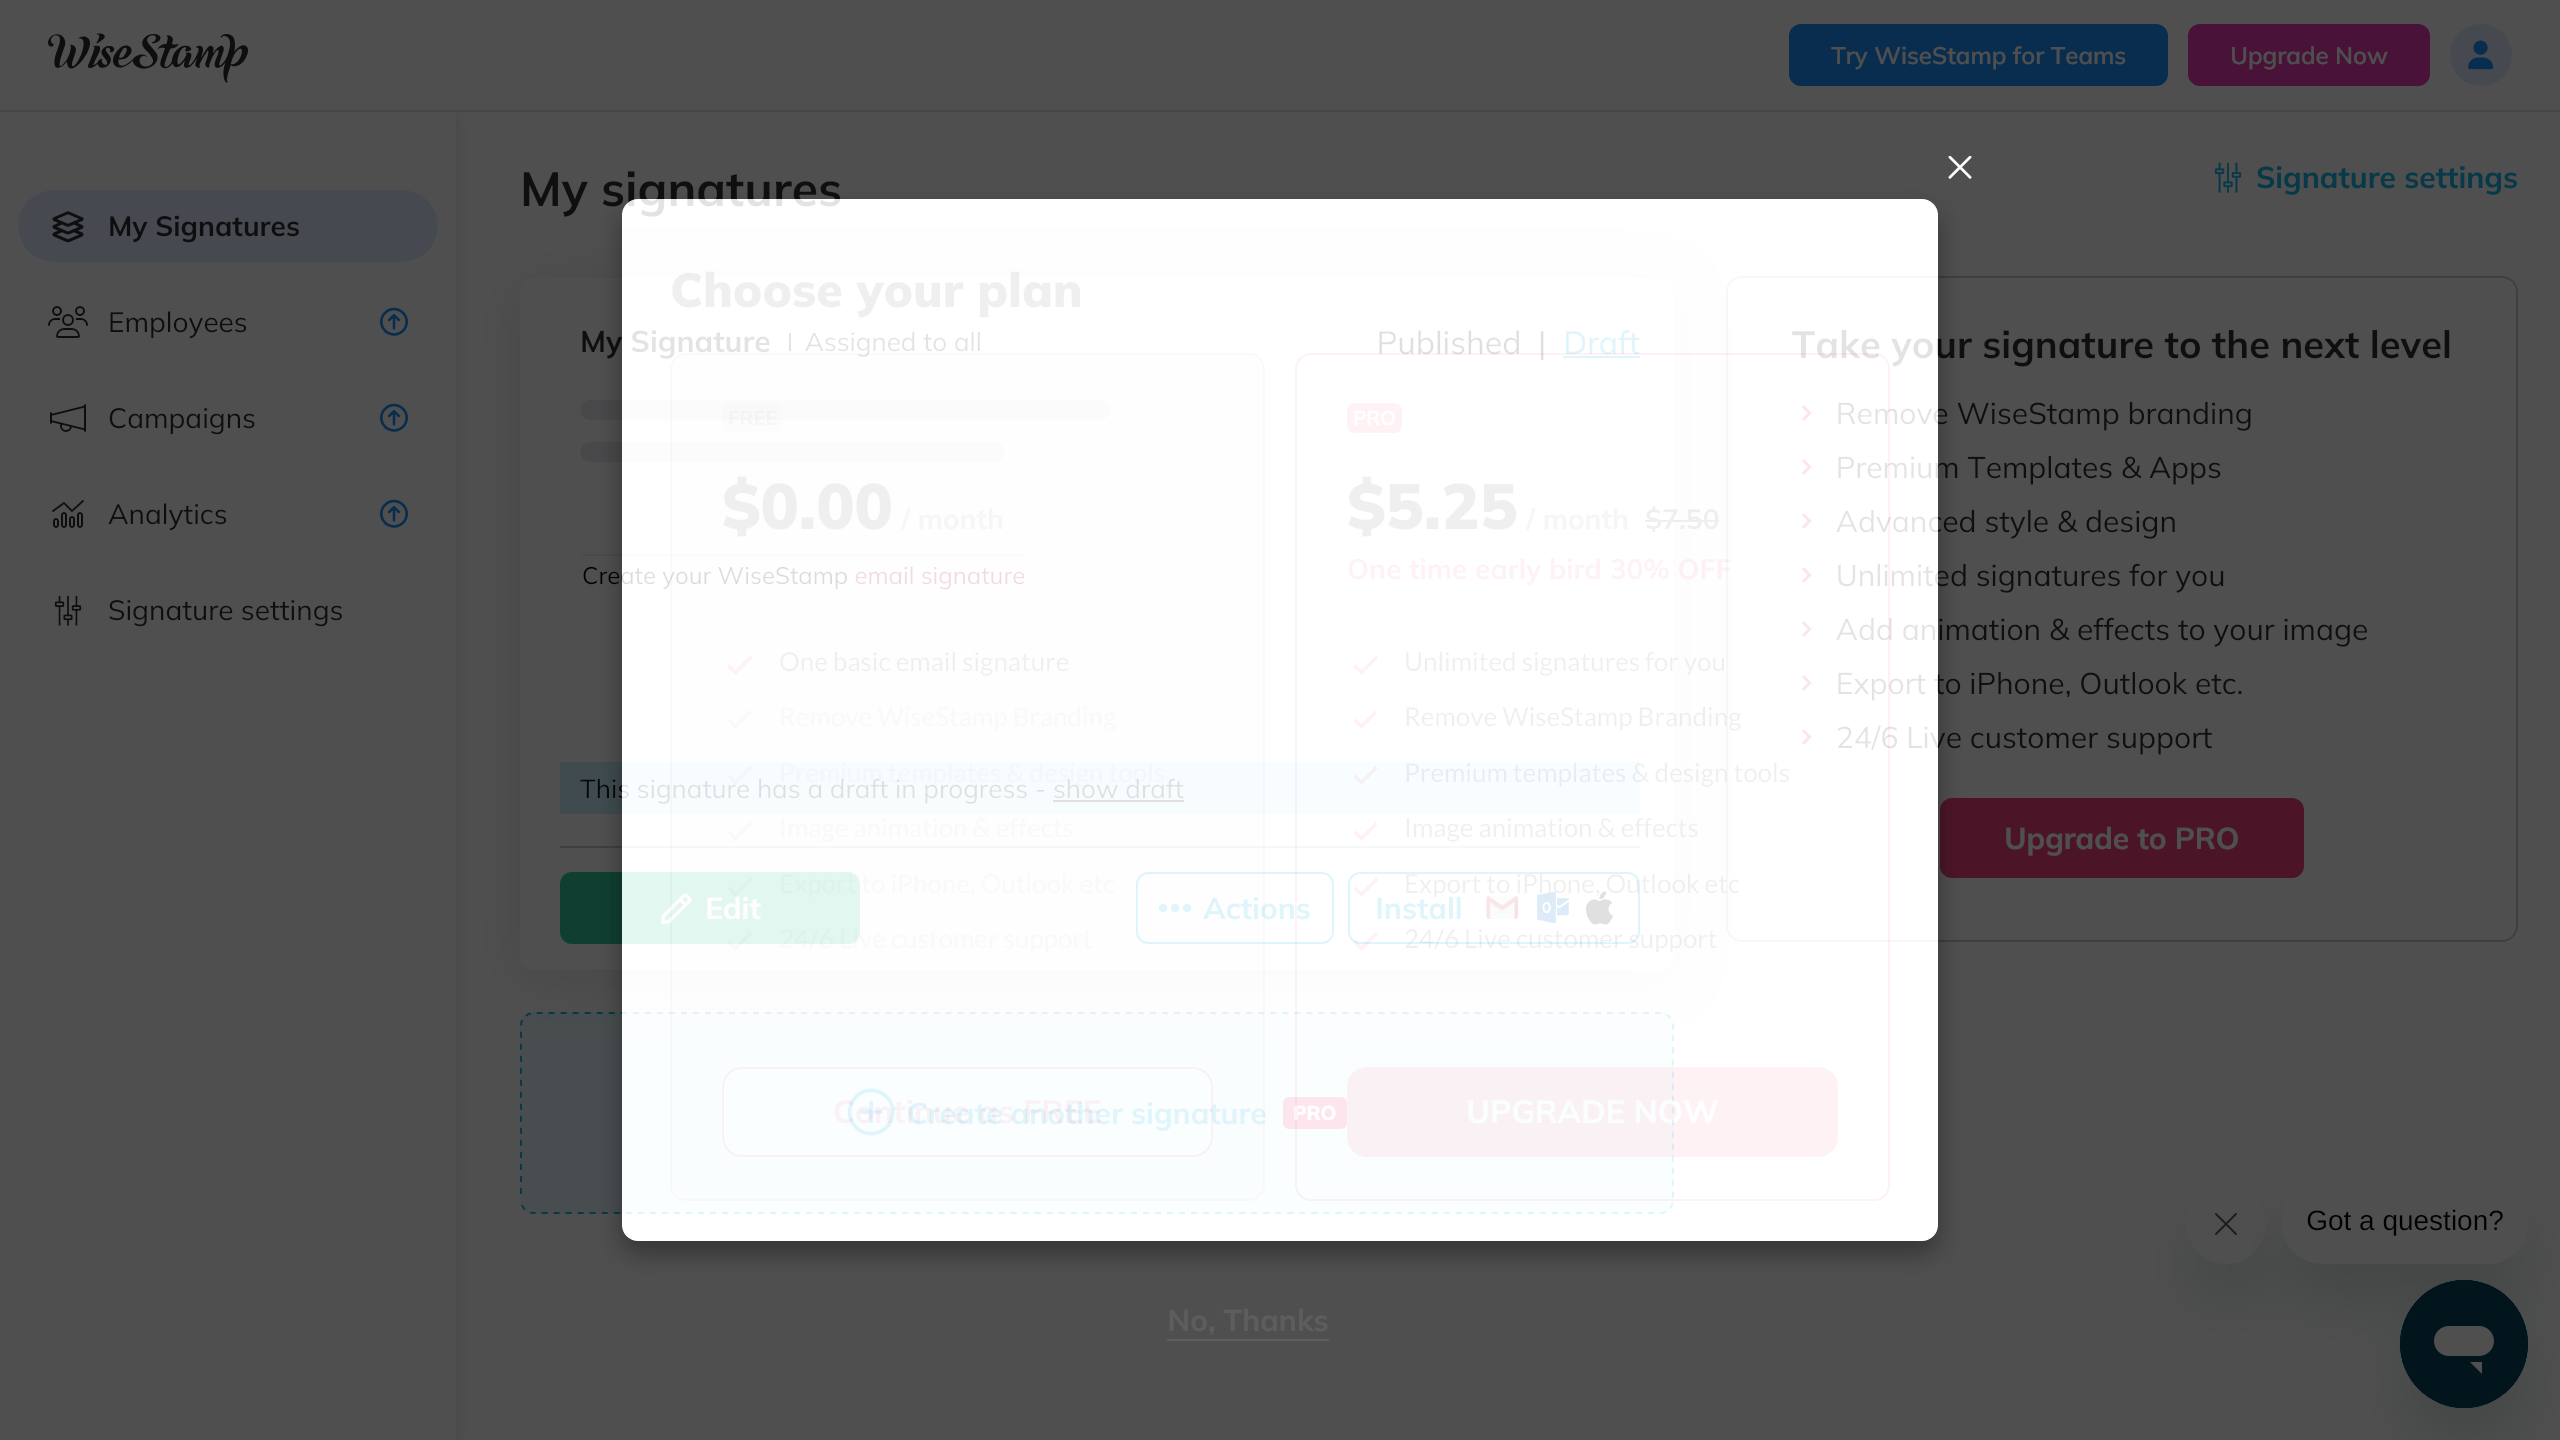 WiseStamp
Try WiseStamp for Teams
Upgrade Now
My Signatures
Employees
Campaigns
Analytics
Signature settings
My signatures
Signature settings
Choose your plan
My Signature | Assigned to all
Published | Draft
FREE
$0.00 / month
Create your WiseStamp email signature
One basic email signature
Remove WiseStamp Branding
Premium templates & design tools
This signature has a draft in progress - show draft
Image animation & effects
Export to iPhone, Outlook etc
24/6 Live customer support
Edit
Actions
Install
Continue as FREE
Create another signature PRO
PRO
$5.25 / month $7.50
One time early bird 30% OFF
Unlimited signatures for you
Remove WiseStamp Branding
Premium templates & design tools
Image animation & effects
Export to iPhone, Outlook etc
24/6 Live customer support
UPGRADE NOW
Take your signature to the next level
Remove WiseStamp branding
Premium Templates & Apps
Advanced style & design
Unlimited signatures for you
Add animation & effects to your image
Export to iPhone, Outlook etc.
24/6 Live customer support
Upgrade to PRO
Got a question?
No, Thanks